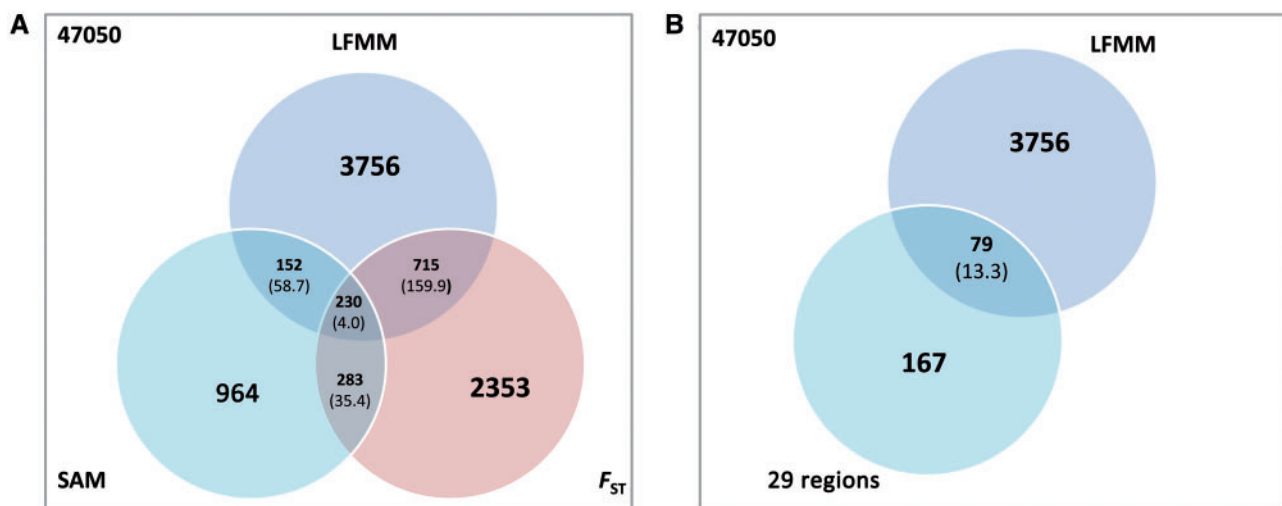 A
47050
LFMM
3756
152
(58.7)
715
(159.9)
230
(4.0)
283
(35.4)
964
2353
SAM
FST
B
47050
LFMM
3756
79
(13.3)
167
29 regions